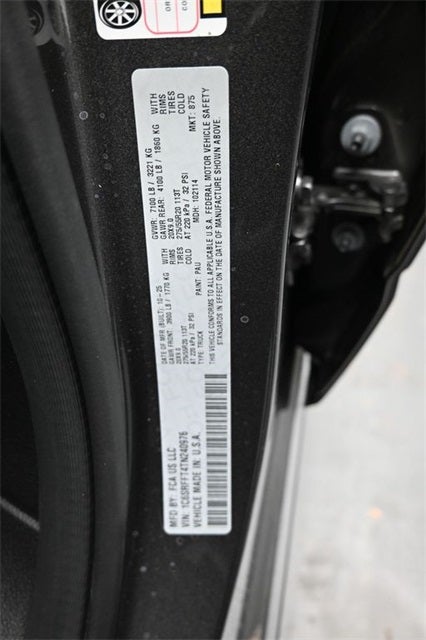 MFD BY: FCA US LLC
VIN: 1C6SRFFT4TN240976
VEHICLE MADE IN: U.S.A.
DATE OF MFR (BUILT): 10-25
GVWR: 7100 LB / 3221 KG
GAWR FRONT: 3900 LB / 1770 KG WITH
20X9.0 RIMS
275/55R20 113T TIRES
AT 220 kPa / 32 PSI COLD
GAWR REAR: 4100 LB / 1860 KG WITH
20X9.0 RIMS
275/55R20 113T TIRES
AT 220 kPa / 32 PSI COLD
TYPE: TRUCK
PAINT: PAU
MDH: 102114
MKT: 875
THIS VEHICLE CONFORMS TO ALL APPLICABLE U.S.A. FEDERAL MOTOR VEHICLE SAFETY
STANDARDS IN EFFECT ON THE DATE OF MANUFACTURE SHOWN ABOVE.